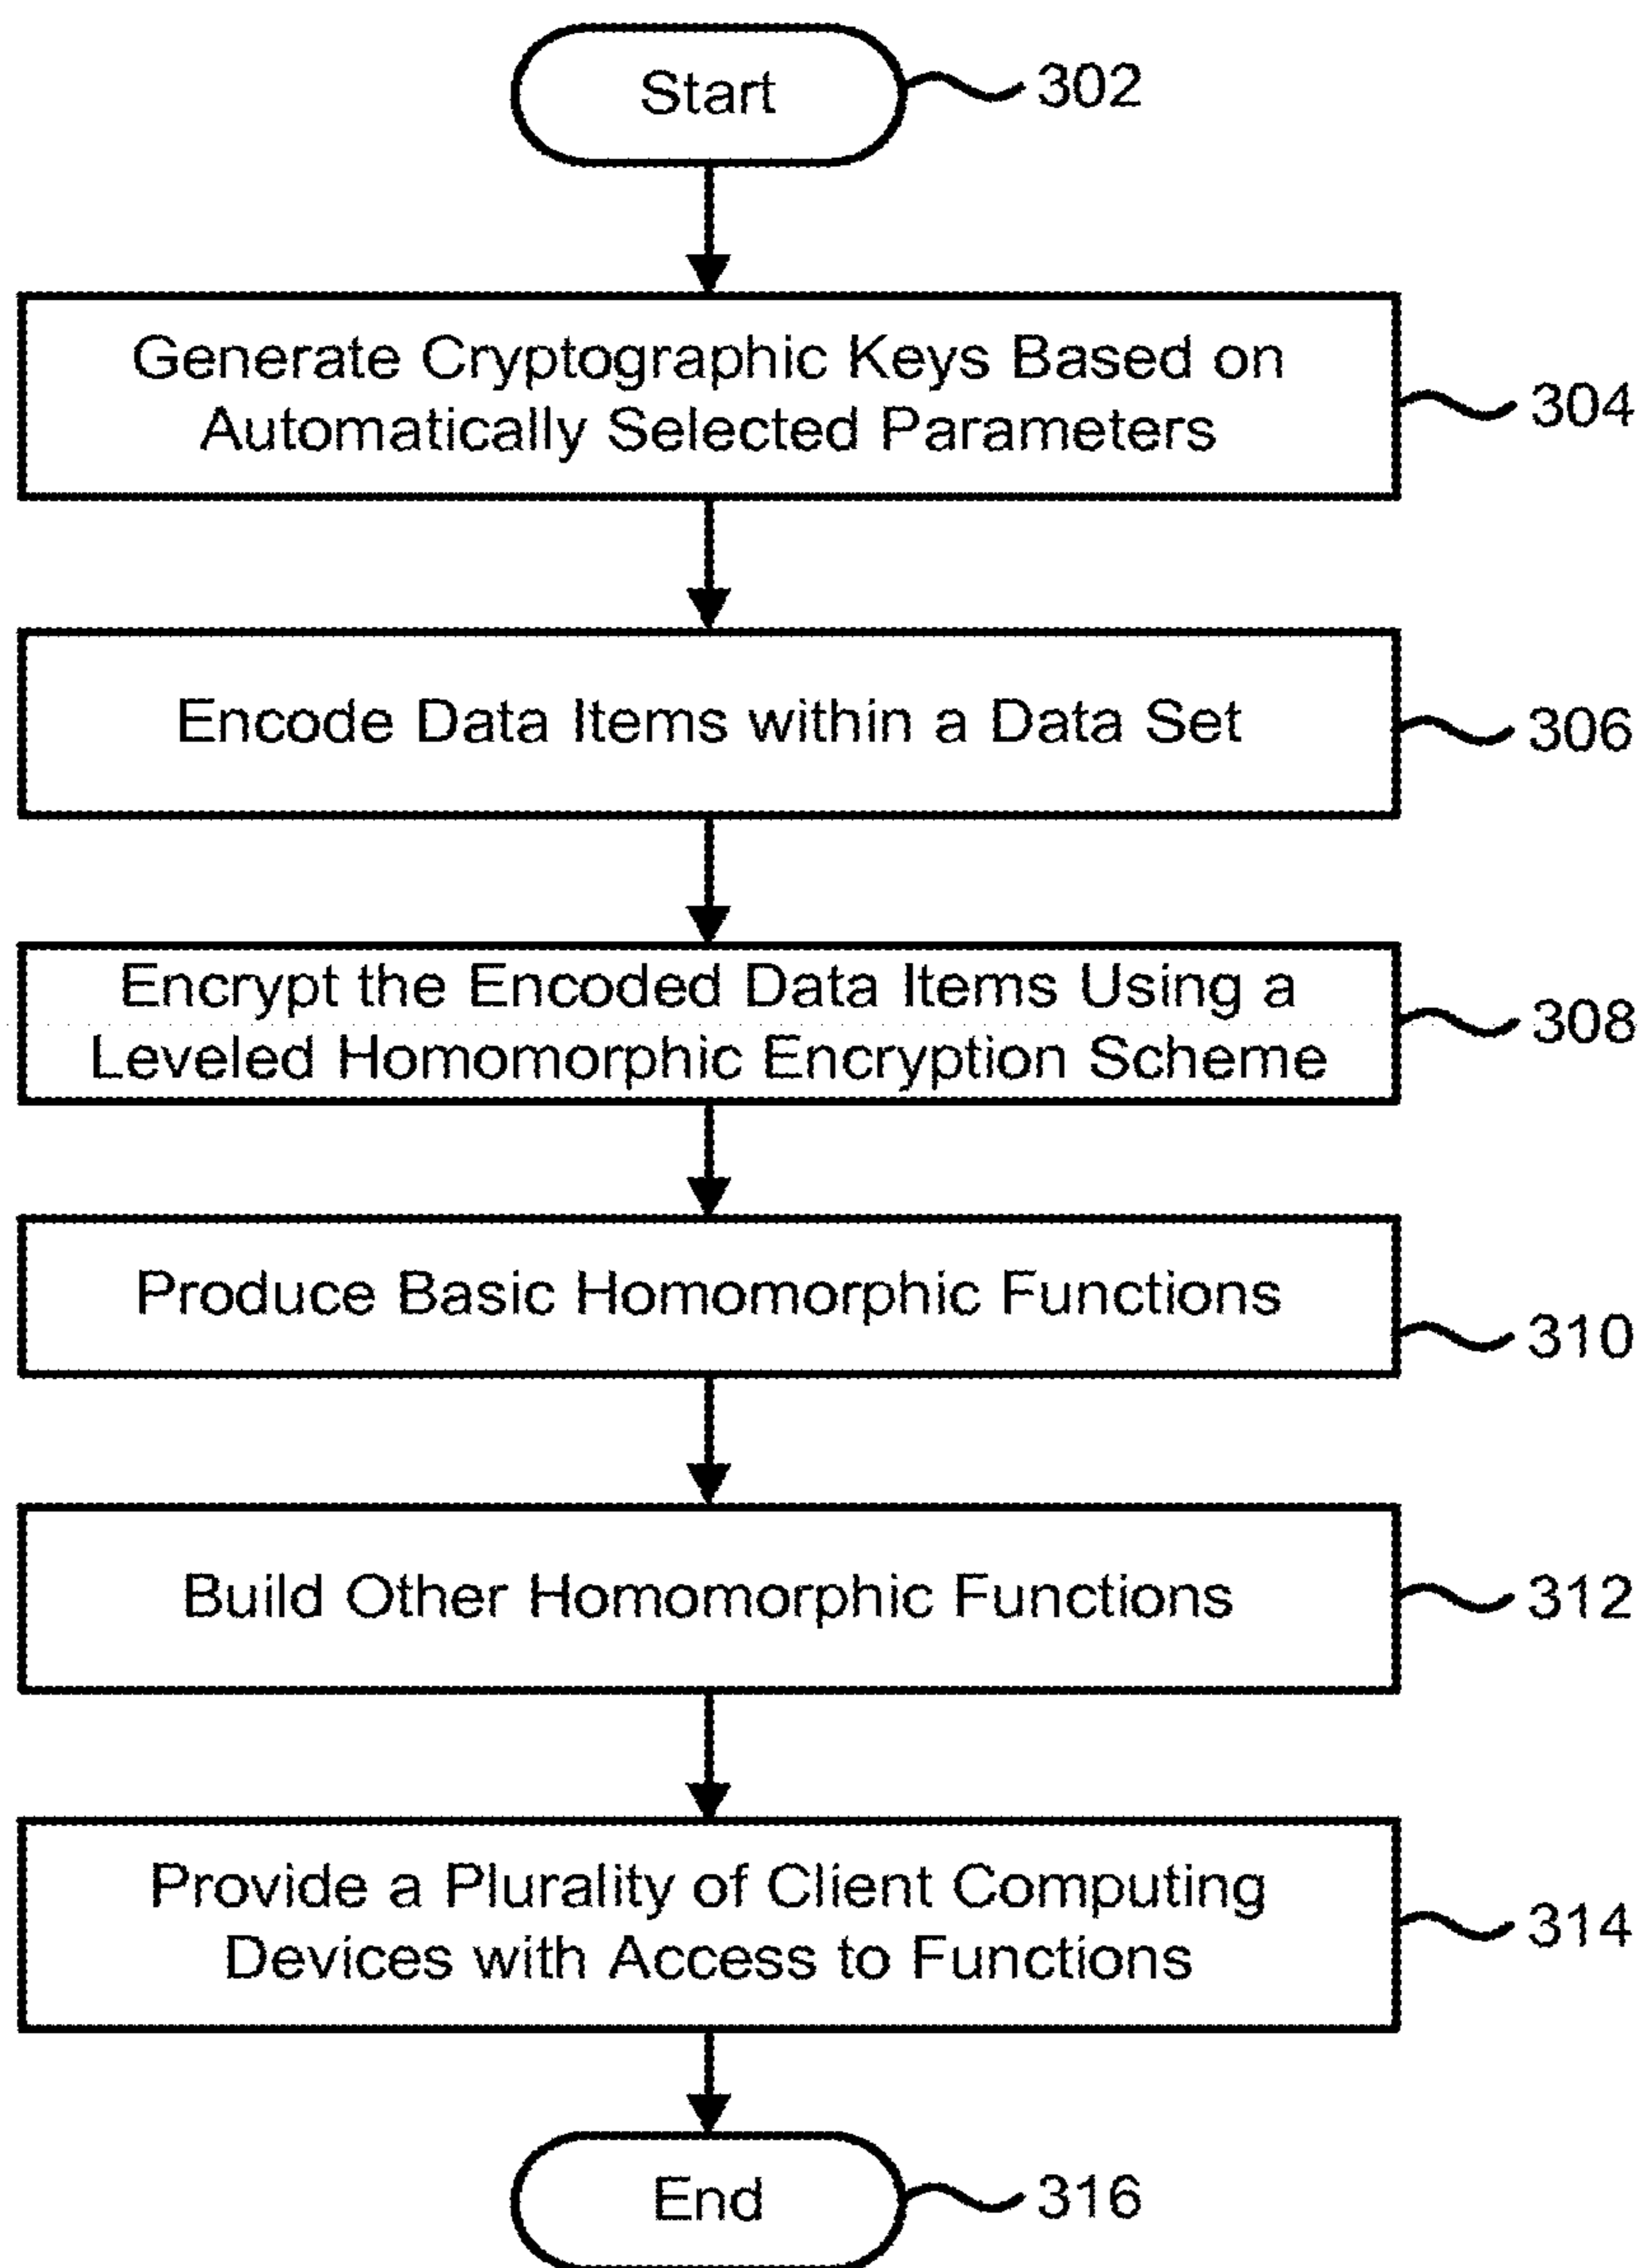 Start
302
Generate Cryptographic Keys Based on
Automatically Selected Parameters
304
Encode Data Items within a Data Set
306
Encrypt the Encoded Data Items Using a
Leveled Homomorphic Encryption Scheme
308
Produce Basic Homomorphic Functions
310
Build Other Homomorphic Functions
312
Provide a Plurality of Client Computing
Devices with Access to Functions
314
End
316